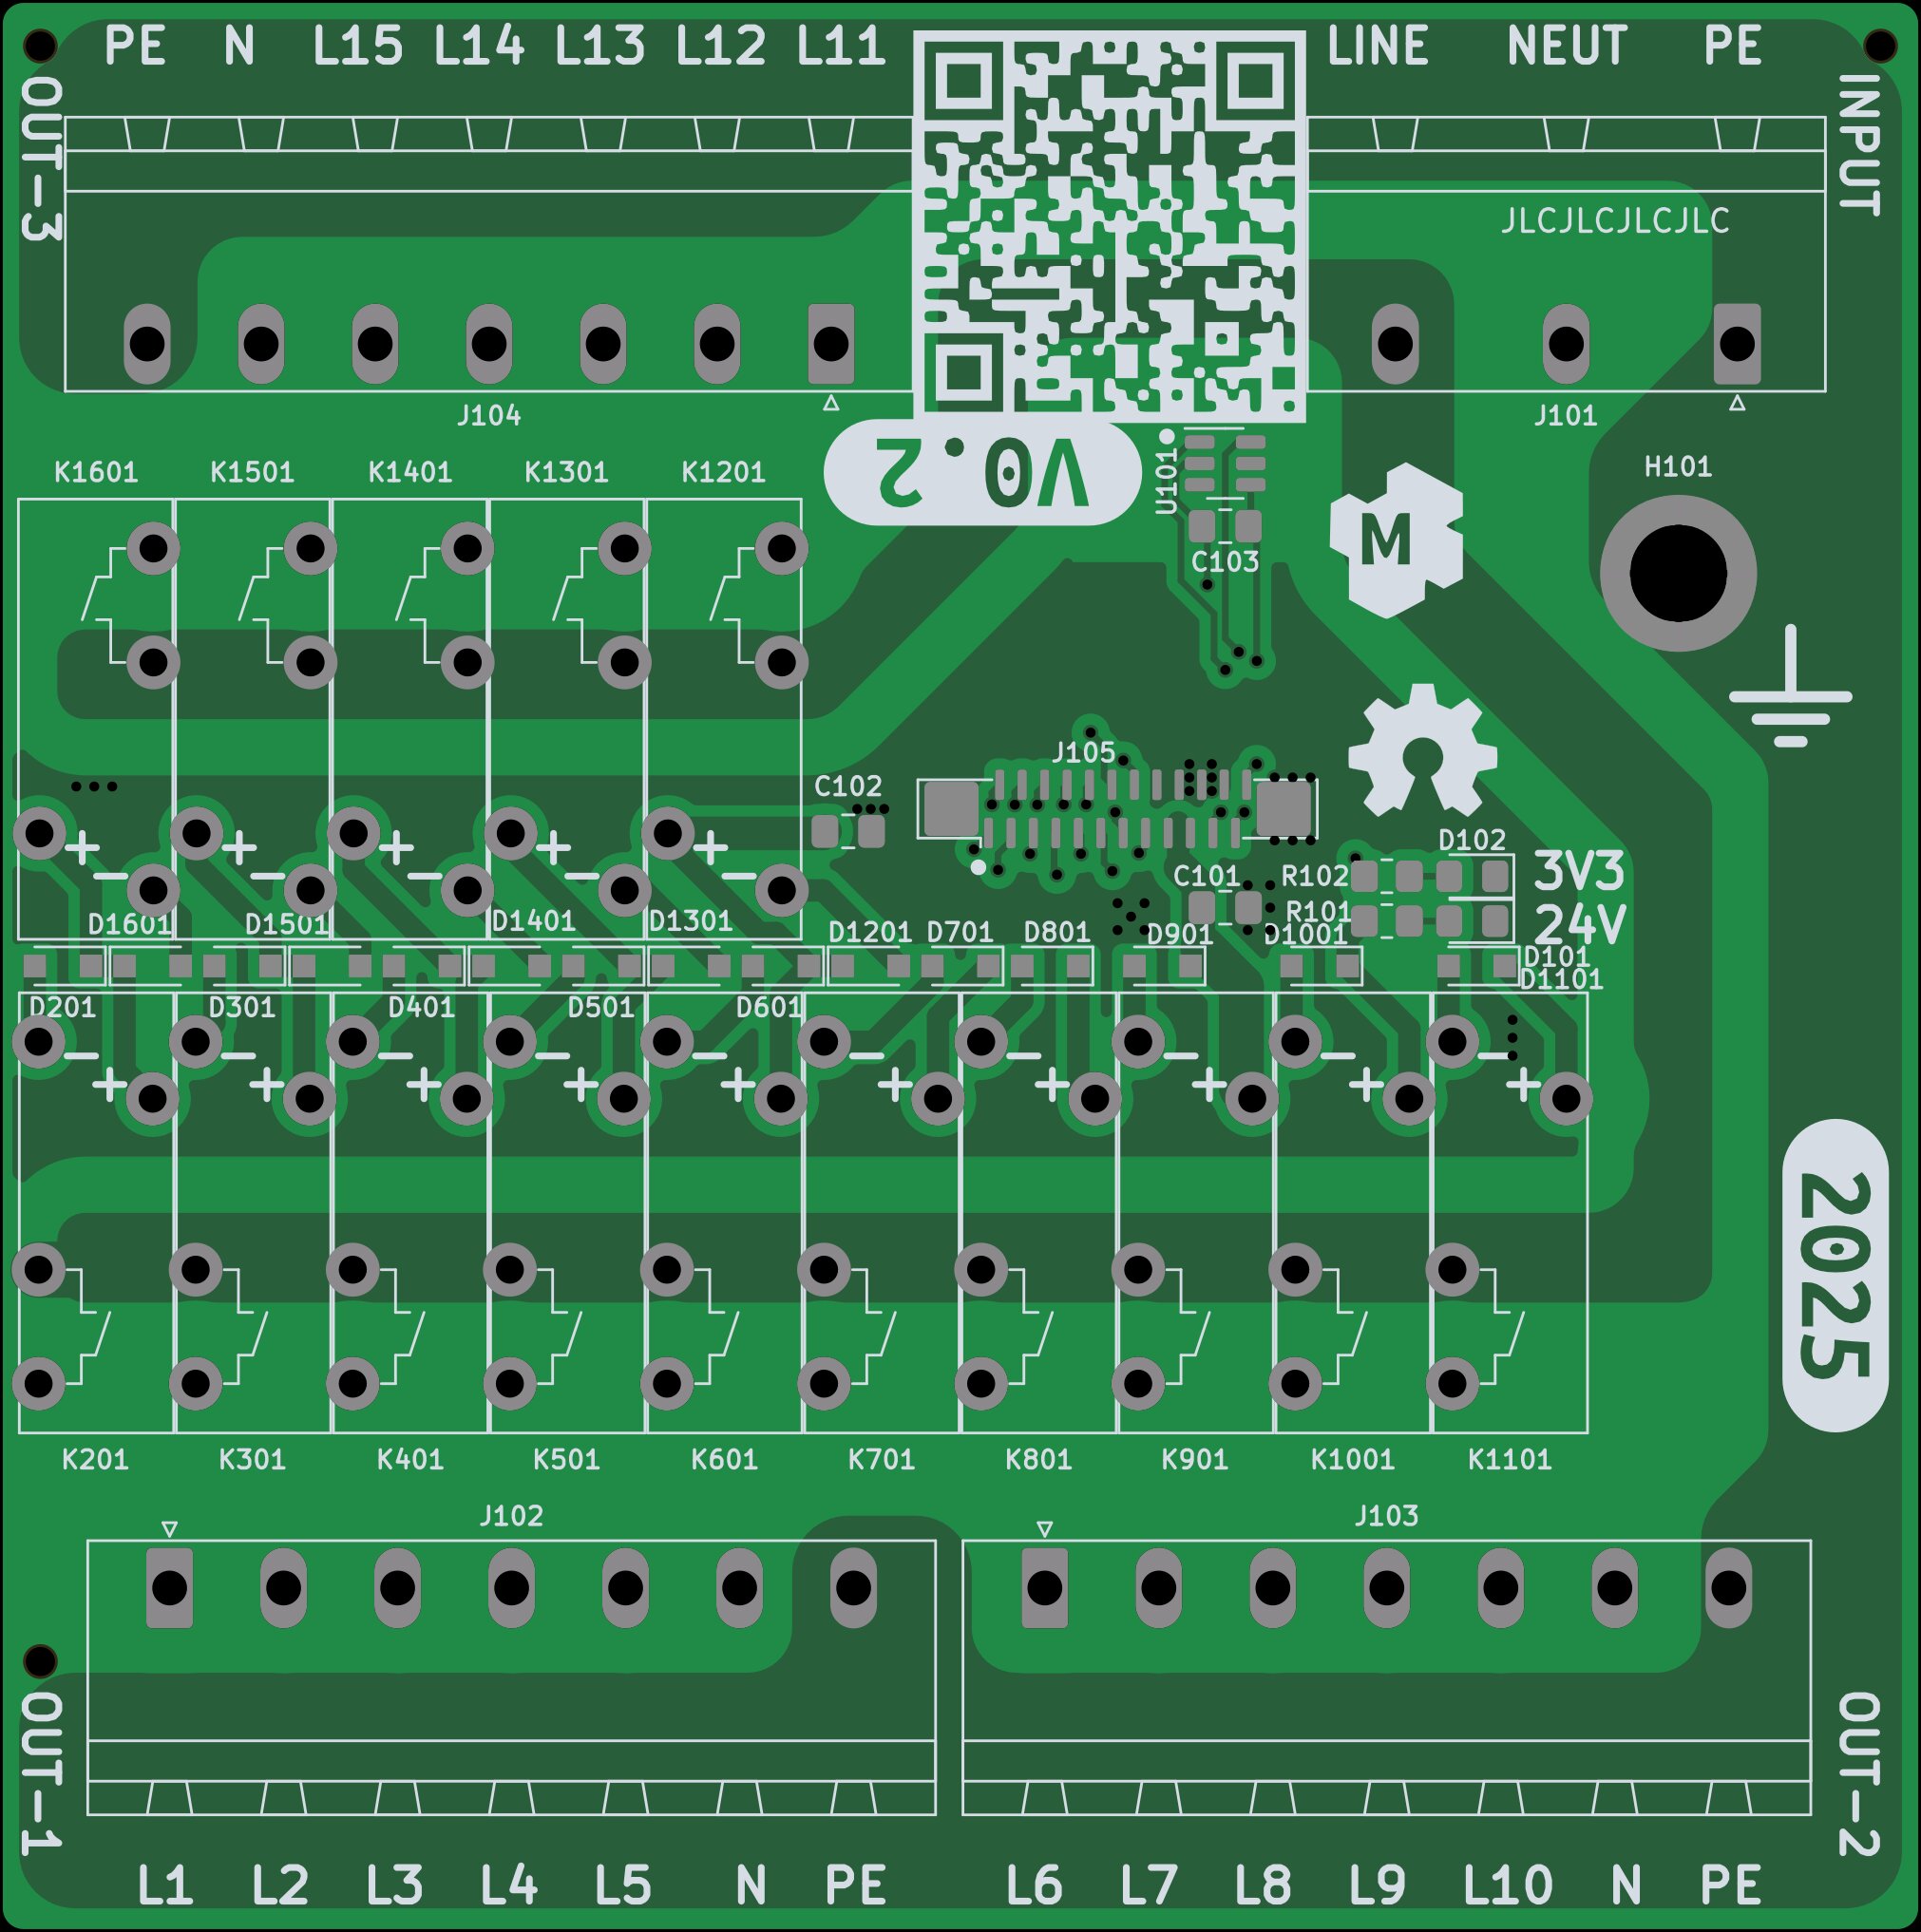 PE N L15 L14 L13 L12 L11 LINE NEUT PE
OUT-3
INPUT
JLCJLCJLCJLC
J104
J101
V0.2
U101
C103
M
H101
K1601 K1501 K1401 K1301 K1201
J105
C102
+ + + + +
- - - - -
C101
R102
D102
3V3
R101
24V
D1601 D1501 D1401 D1301 D1201 D701 D801 D901 D1001 D101
D1101
D201 D301 D401 D501 D601
- - - - - - - - - -
+ + + + + + + + + +
2025
K201 K301 K401 K501 K601 K701 K801 K901 K1001 K1101
J102
J103
OUT-1
OUT-2
L1 L2 L3 L4 L5 N PE L6 L7 L8 L9 L10 N PE